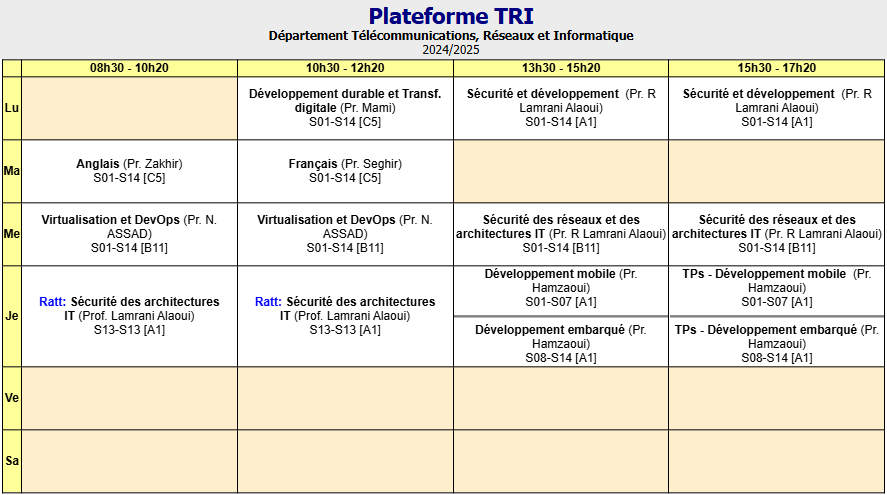 Plateforme TRI
Département Télécommunications, Réseaux et Informatique
2024/2025
08h30 - 10h20
10h30 - 12h20
13h30 - 15h20
15h30 - 17h20
Lu
Développement durable et Transf.
digitale (Pr. Mami)
S01-S14 [C5]
Sécurité et développement (Pr. R
Lamrani Alaoui)
S01-S14 [A1]
Sécurité et développement (Pr. R
Lamrani Alaoui)
S01-S14 [A1]
Ma
Anglais (Pr. Zakhir)
S01-S14 [C5]
Français (Pr. Seghir)
S01-S14 [C5]
Me
Virtualisation et DevOps (Pr. N.
ASSAD)
S01-S14 [B11]
Virtualisation et DevOps (Pr. N.
ASSAD)
S01-S14 [B11]
Sécurité des réseaux et des
architectures IT (Pr. R Lamrani Alaoui)
S01-S14 [B11]
Sécurité des réseaux et des
architectures IT (Pr. R Lamrani Alaoui)
S01-S14 [B11]
Je
Ratt: Sécurité des architectures
IT (Prof. Lamrani Alaoui)
S13-S13 [A1]
Ratt: Sécurité des architectures
IT (Prof. Lamrani Alaoui)
S13-S13 [A1]
Développement mobile (Pr.
Hamzaoui)
S01-S07 [A1]
Développement embarqué (Pr.
Hamzaoui)
S08-S14 [A1]
TPs - Développement mobile (Pr.
Hamzaoui)
S01-S07 [A1]
TPs - Développement embarqué (Pr.
Hamzaoui)
S08-S14 [A1]
Ve
Sa